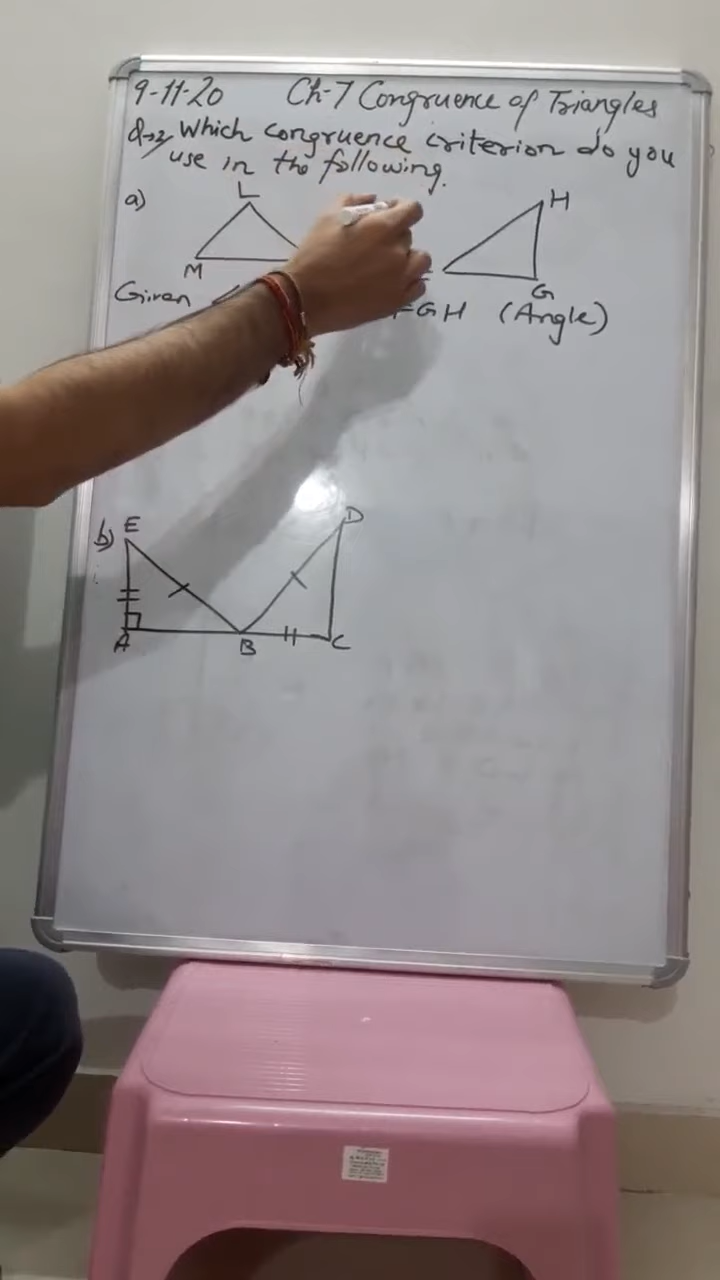 9-11-20 Ch-7 Congruence of Triangles
Q→2 Which congruence criterion do you
use in the following.
a)
L
H
M
G
Given
FGH (Angle)
b) E
D
A
B
C